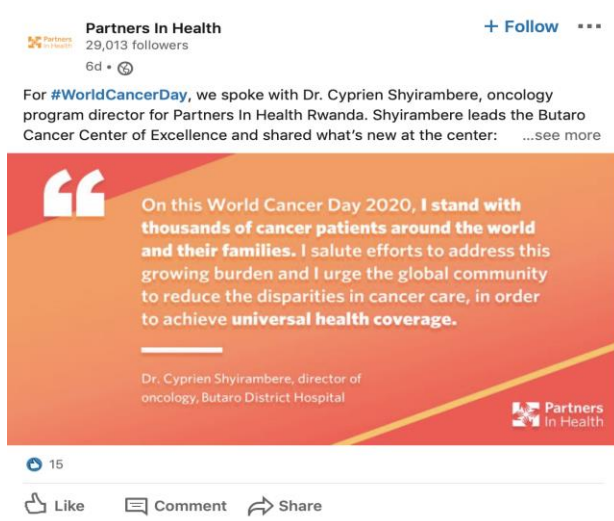 Partners In Health
+ Follow
29,013 followers
Partners
In Health
6d •
For #WorldCancerDay, we spoke with Dr. Cyprien Shyirambere, oncology
program director for Partners In Health Rwanda. Shyirambere leads the Butaro
Cancer Center of Excellence and shared what's new at the center: ...see more
On this World Cancer Day 2020, I stand with
thousands of cancer patients around the world
and their families. I salute efforts to address this
growing burden and I urge the global community
to reduce the disparities in cancer care, in order
to achieve universal health coverage.
Dr. Cyprien Shyirambere, director of
oncology, Butaro District Hospital
Partners
In Health
15
Like Comment Share